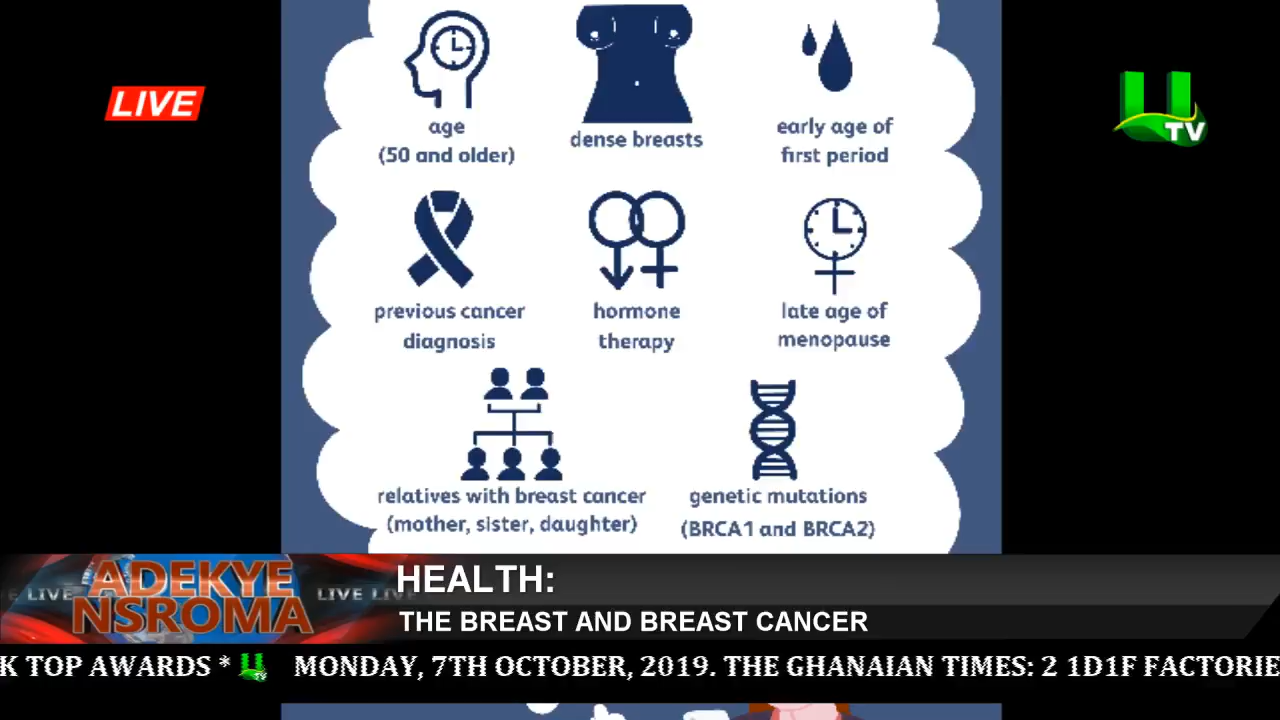 LIVE
U
TV
age
(50 and older)
dense breasts
early age of
first period
previous cancer
diagnosis
hormone
therapy
late age of
menopause
relatives with breast cancer
(mother, sister, daughter)
genetic mutations
(BRCA1 and BRCA2)
LIVE
ADEKYE
NSROMA
LIVE LIVE
HEALTH:
THE BREAST AND BREAST CANCER
K TOP AWARDS * U TV MONDAY, 7TH OCTOBER, 2019. THE GHANAIAN TIMES: 2 1D1F FACTORIE